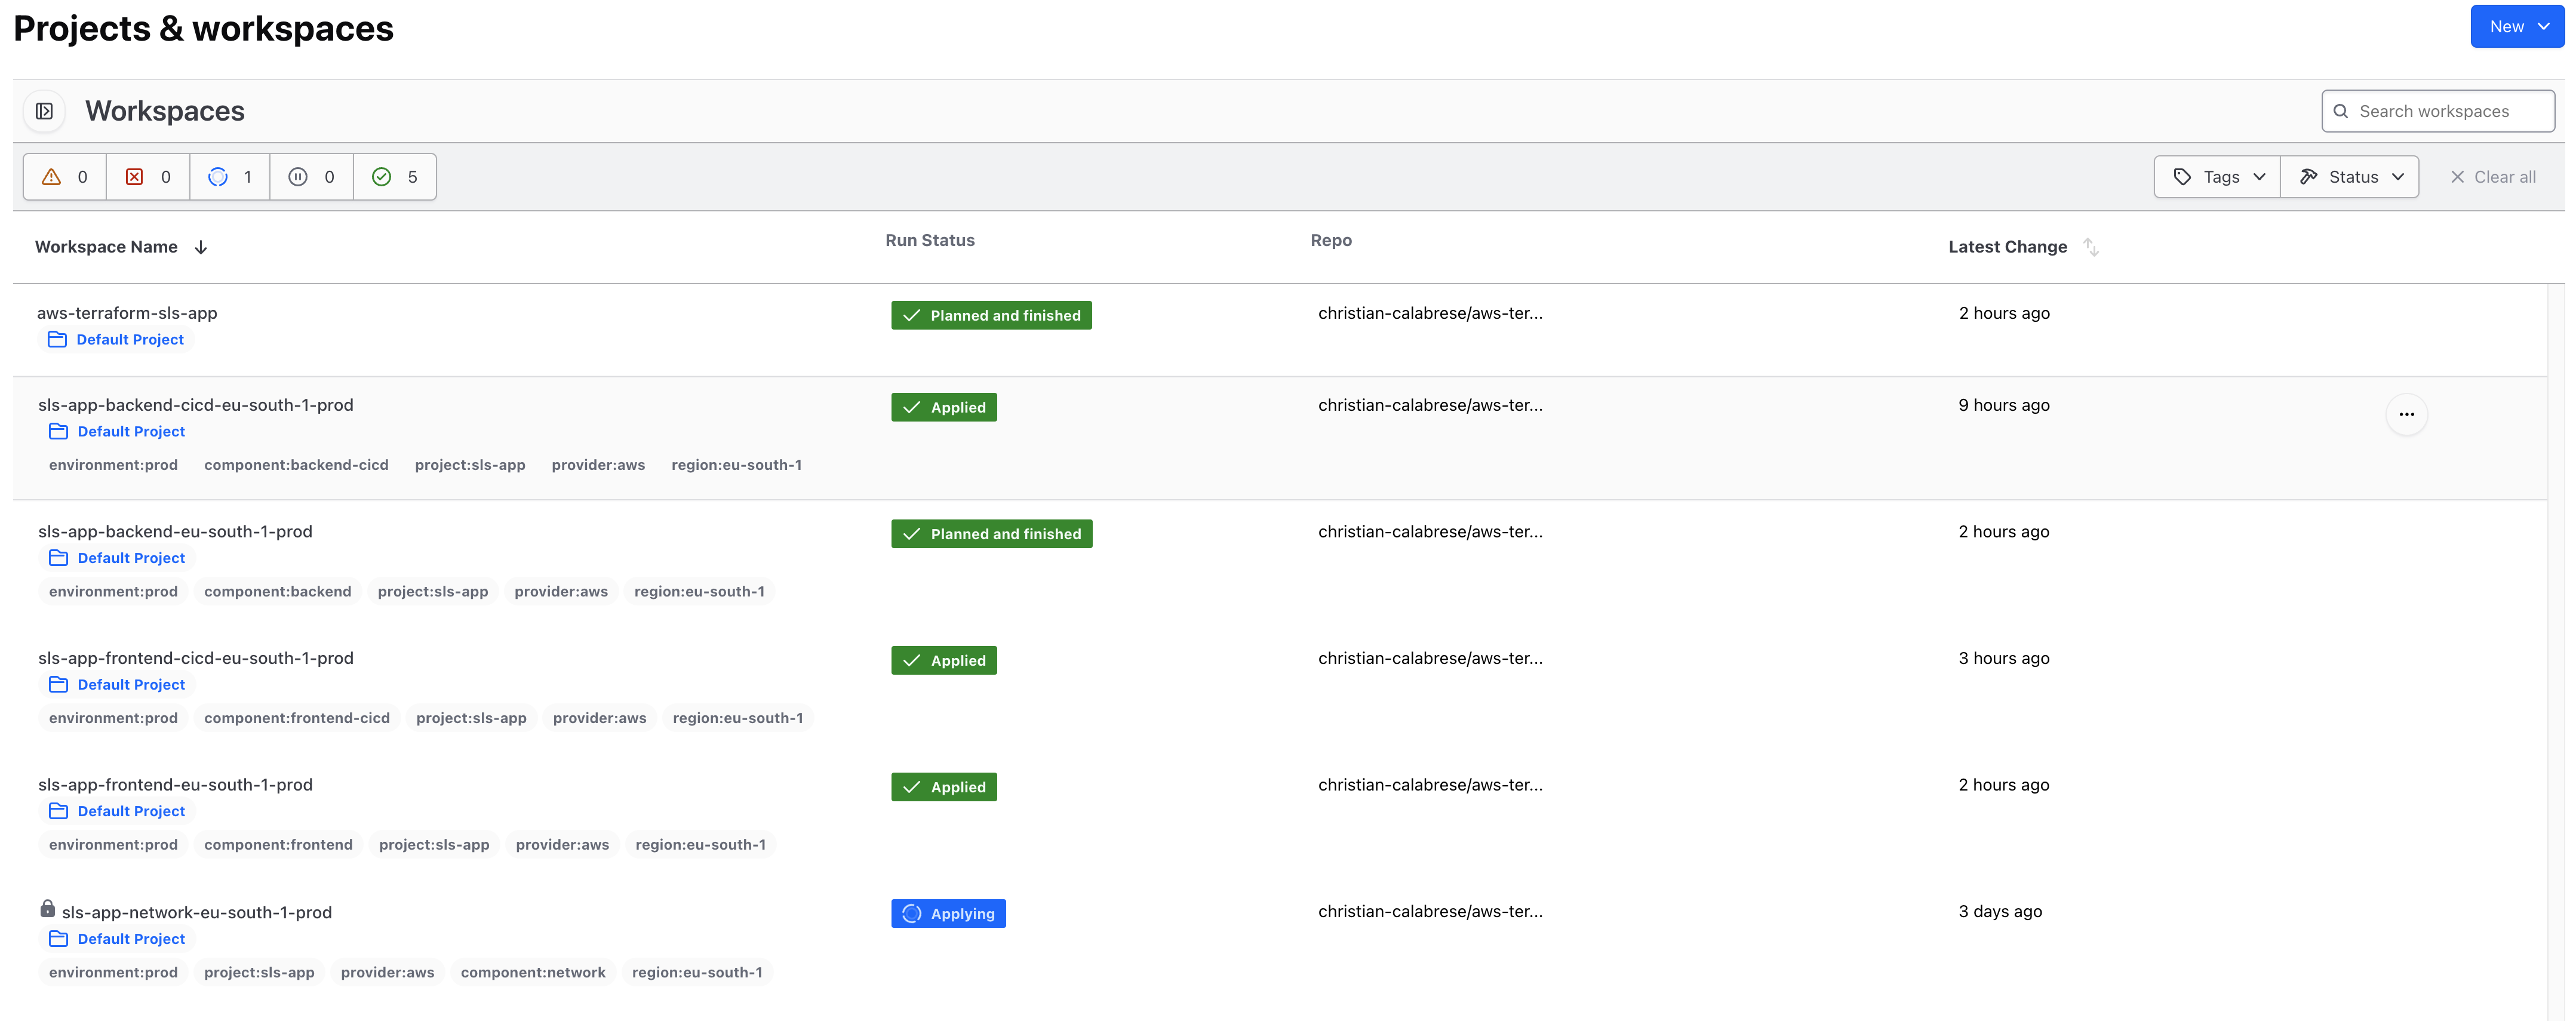 Projects & workspaces
New
Workspaces
Search workspaces
0 0 1 0 5
Tags Status Clear all
Workspace Name Run Status Repo Latest Change
aws-terraform-sls-app Planned and finished christian-calabrese/aws-ter... 2 hours ago
Default Project
sls-app-backend-cicd-eu-south-1-prod Applied christian-calabrese/aws-ter... 9 hours ago
Default Project
environment:prod component:backend-cicd project:sls-app provider:aws region:eu-south-1
sls-app-backend-eu-south-1-prod Planned and finished christian-calabrese/aws-ter... 2 hours ago
Default Project
environment:prod component:backend project:sls-app provider:aws region:eu-south-1
sls-app-frontend-cicd-eu-south-1-prod Applied christian-calabrese/aws-ter... 3 hours ago
Default Project
environment:prod component:frontend-cicd project:sls-app provider:aws region:eu-south-1
sls-app-frontend-eu-south-1-prod Applied christian-calabrese/aws-ter... 2 hours ago
Default Project
environment:prod component:frontend project:sls-app provider:aws region:eu-south-1
sls-app-network-eu-south-1-prod Applying christian-calabrese/aws-ter... 3 days ago
Default Project
environment:prod project:sls-app provider:aws component:network region:eu-south-1